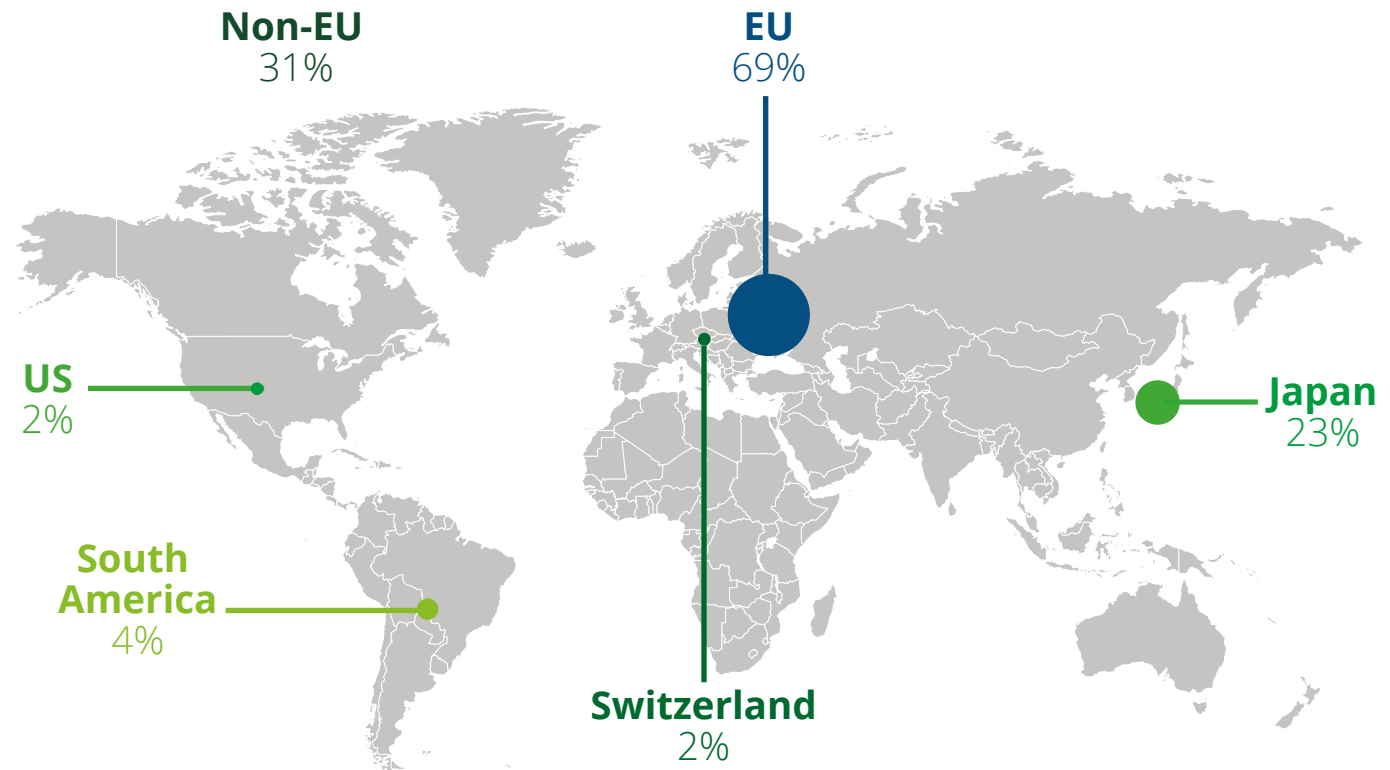 Non-EU
31%
EU
69%
US
2%
Japan
23%
South
America
4%
Switzerland
2%